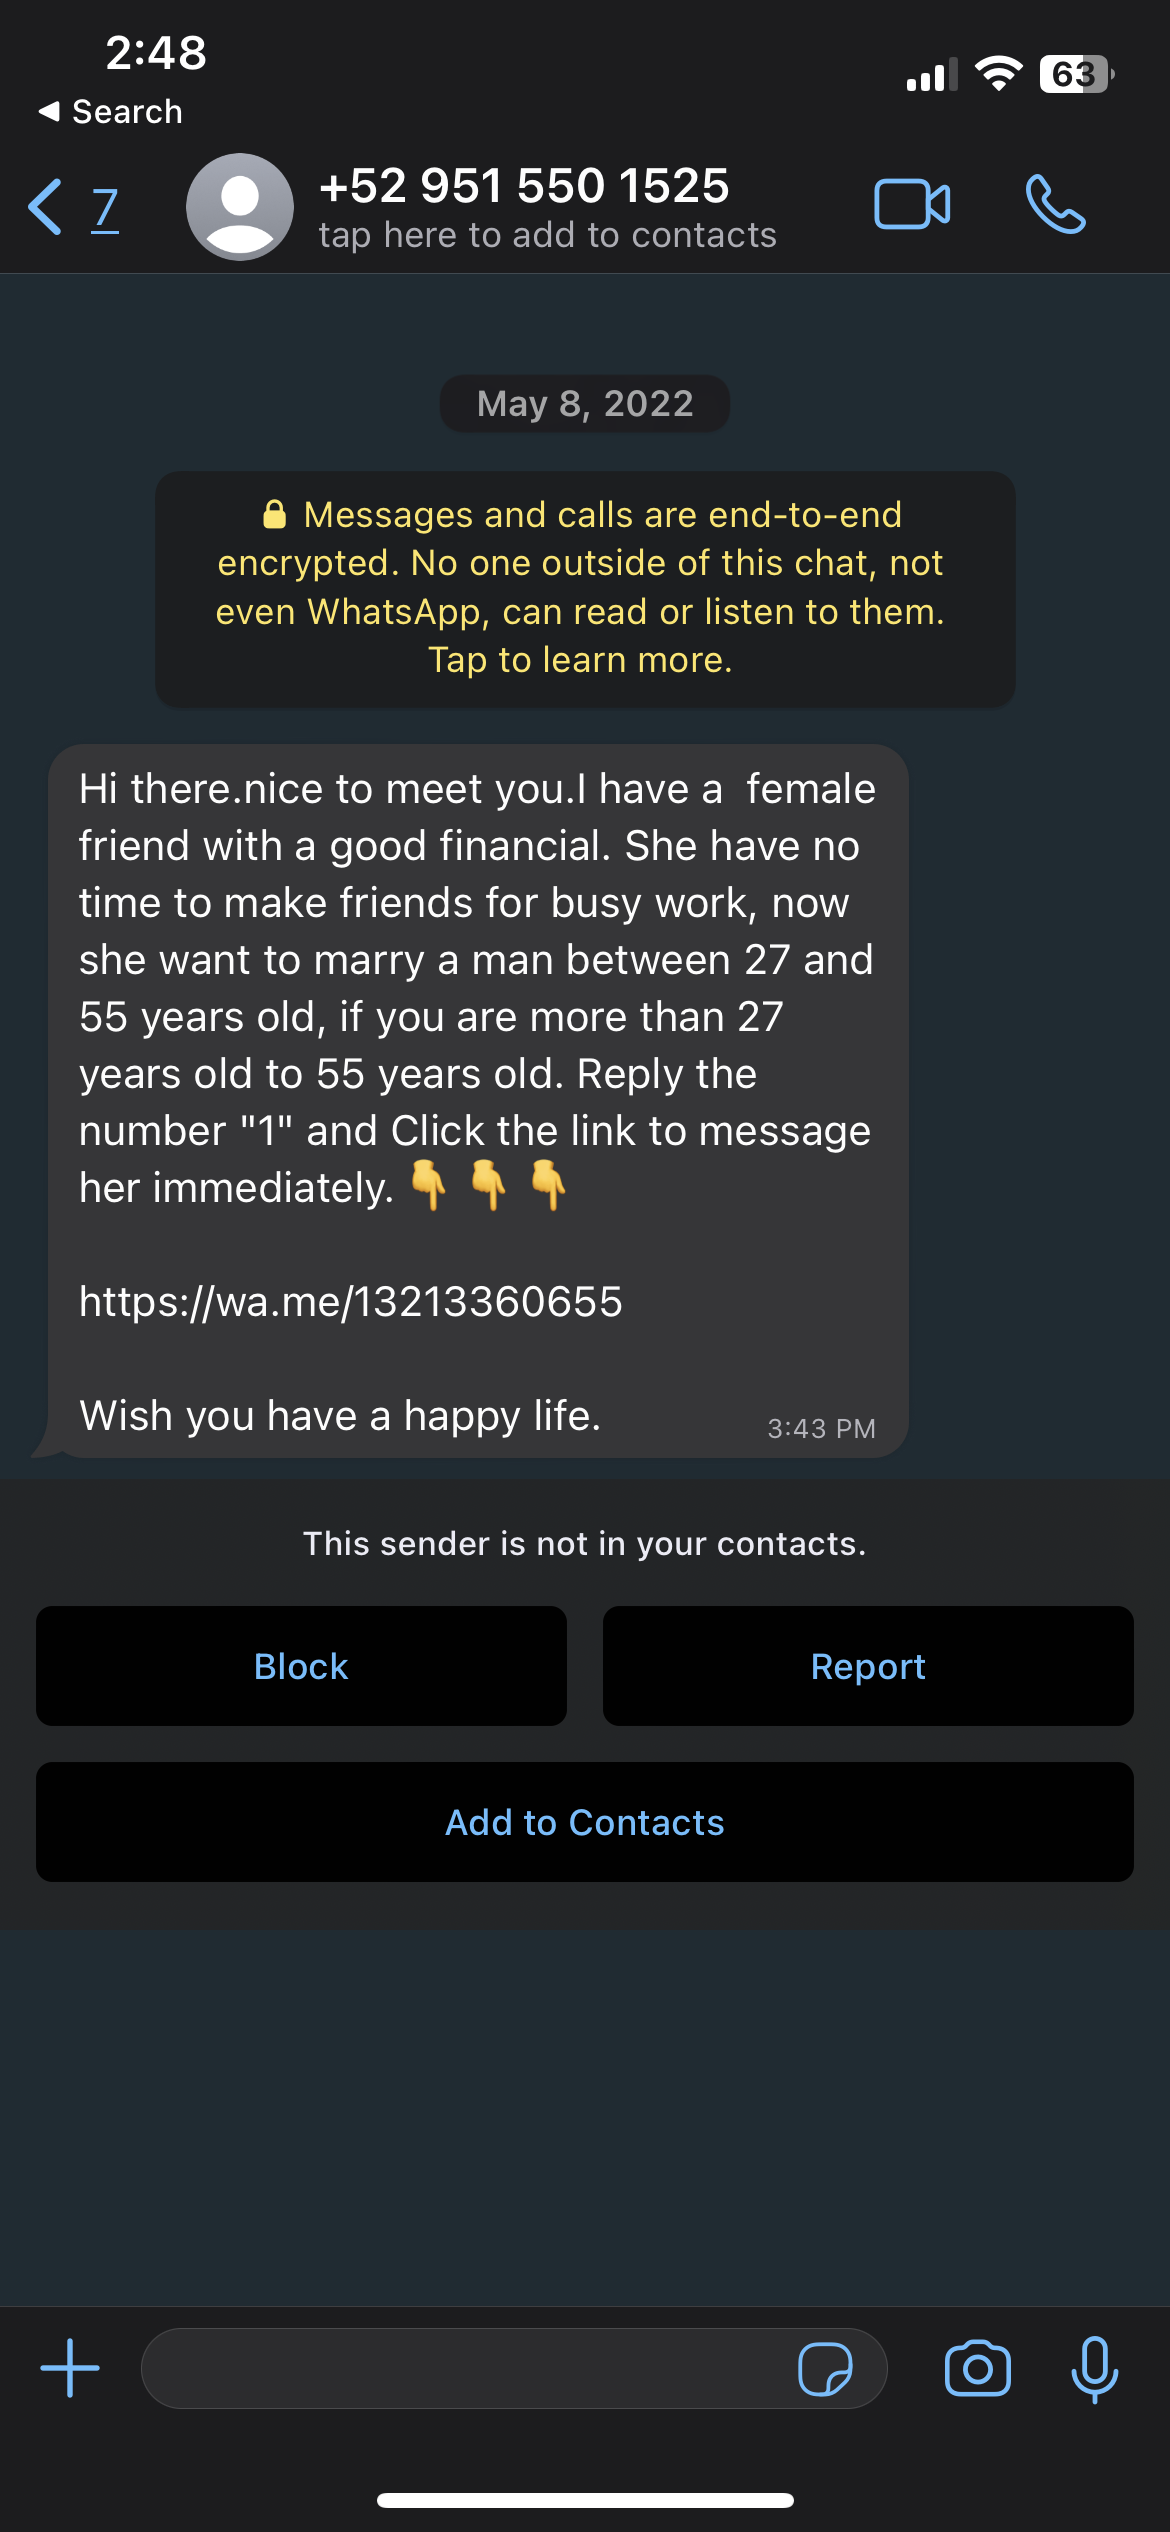 2:48
63
◀ Search
7
+52 951 550 1525
tap here to add to contacts
May 8, 2022
🔒 Messages and calls are end-to-end
encrypted. No one outside of this chat, not
even WhatsApp, can read or listen to them.
Tap to learn more.
Hi there.nice to meet you.I have a  female
friend with a good financial. She have no
time to make friends for busy work, now
she want to marry a man between 27 and
55 years old, if you are more than 27
years old to 55 years old. Reply the
number "1" and Click the link to message
her immediately. 👇 👇 👇
https://wa.me/13213360655
Wish you have a happy life.
3:43 PM
This sender is not in your contacts.
Block
Report
Add to Contacts